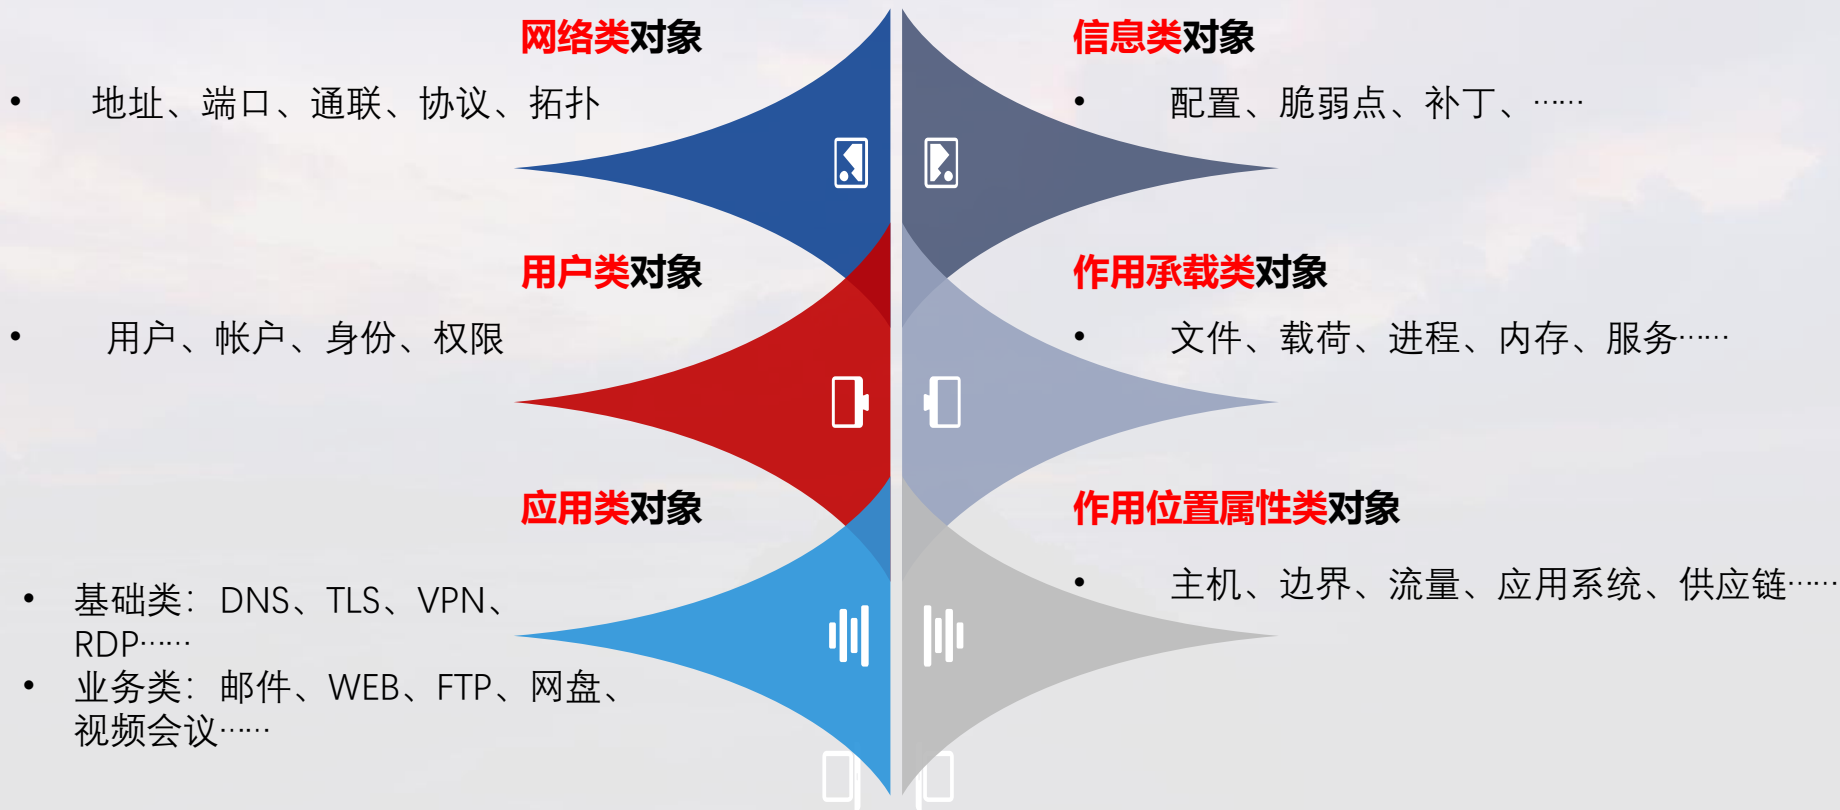 网络类对象
• 地址、端口、通联、协议、拓扑
用户类对象
• 用户、帐户、身份、权限
应用类对象
• 基础类：DNS、TLS、VPN、
RDP……
• 业务类：邮件、WEB、FTP、网盘、
视频会议……
信息类对象
• 配置、脆弱点、补丁、……
作用承载类对象
• 文件、载荷、进程、内存、服务……
作用位置属性类对象
• 主机、边界、流量、应用系统、供应链……